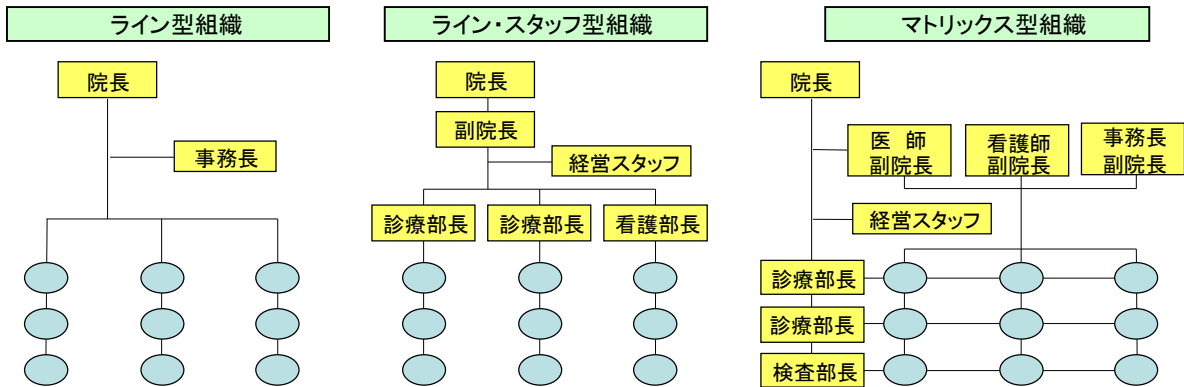 ライン型組織
院長
事務長
ライン・スタッフ型組織
院長
副院長
経営スタッフ
診療部長
診療部長
看護部長
マトリックス型組織
院長
医 師
副院長
看護師
副院長
事務長
副院長
経営スタッフ
診療部長
診療部長
検査部長